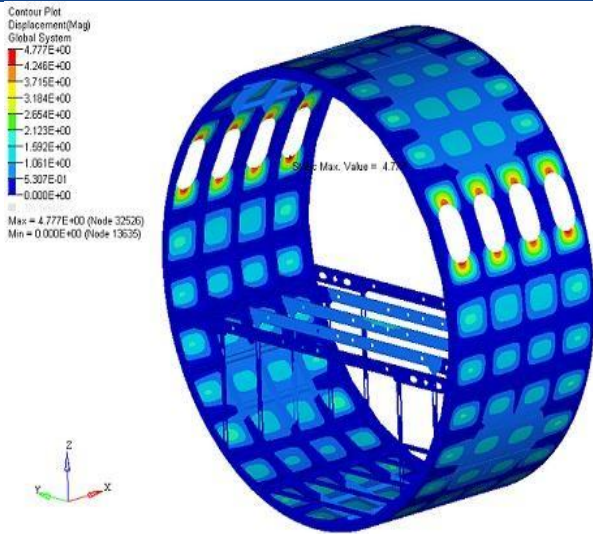 Contour Plot
Displacement(Mag)
Global System
4.777E+00
4.246E+00
3.715E+00
3.184E+00
2.654E+00
2.123E+00
1.592E+00
1.061E+00
5.307E-01
0.000E+00
Max = 4.777E+00 (Node 32526)
Min = 0.000E+00 (Node 13635)
Max. Value = 4.77
Z
Y
X